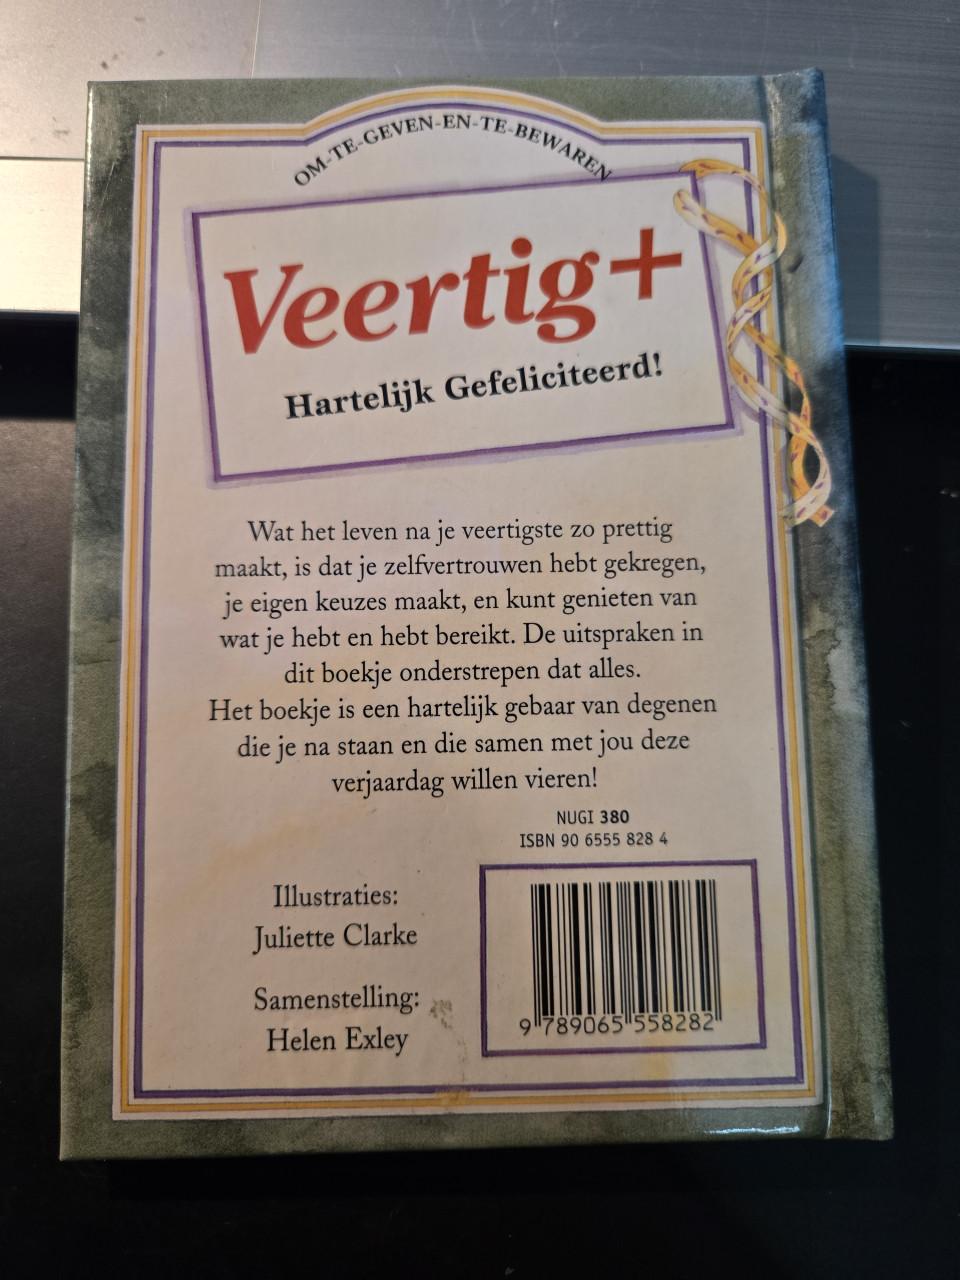 OM-TE-GEVEN-EN-TE-BEWAREN
Veertig+
Hartelijk Gefeliciteerd!
Wat het leven na je veertigste zo prettig
maakt, is dat je zelfvertrouwen hebt gekregen,
je eigen keuzes maakt, en kunt genieten van
wat je hebt en hebt bereikt. De uitspraken in
dit boekje onderstrepen dat alles.
Het boekje is een hartelijk gebaar van degenen
die je na staan en die samen met jou deze
verjaardag willen vieren!
NUGI 380
ISBN 90 6555 828 4
Illustraties:
Juliette Clarke
Samenstelling:
Helen Exley
9 789065 558282